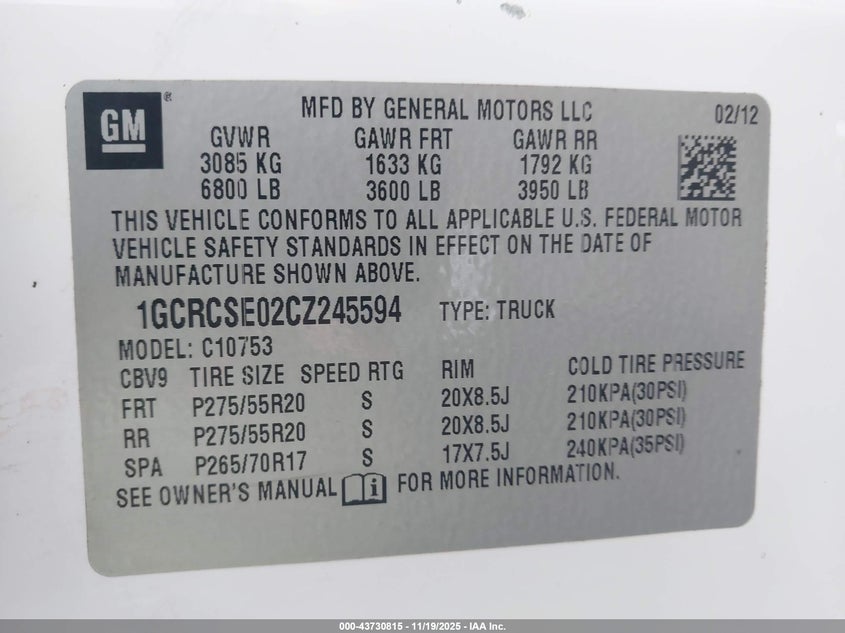 GM®
MFD BY GENERAL MOTORS LLC 02/12
GVWR GAWR FRT GAWR RR
3085 KG 1633 KG 1792 KG
6800 LB 3600 LB 3950 LB
THIS VEHICLE CONFORMS TO ALL APPLICABLE U.S. FEDERAL MOTOR
VEHICLE SAFETY STANDARDS IN EFFECT ON THE DATE OF
MANUFACTURE SHOWN ABOVE.
1GCRCSE02CZ245594 TYPE: TRUCK
MODEL: C10753
CBV9 TIRE SIZE SPEED RTG RIM COLD TIRE PRESSURE
FRT P275/55R20 S 20X8.5J 210KPA(30PSI)
RR P275/55R20 S 20X8.5J 210KPA(30PSI)
SPA P265/70R17 S 17X7.5J 240KPA(35PSI)
SEE OWNER'S MANUAL i FOR MORE INFORMATION.
000-43730815 - 11/19/2025 - IAA Inc.